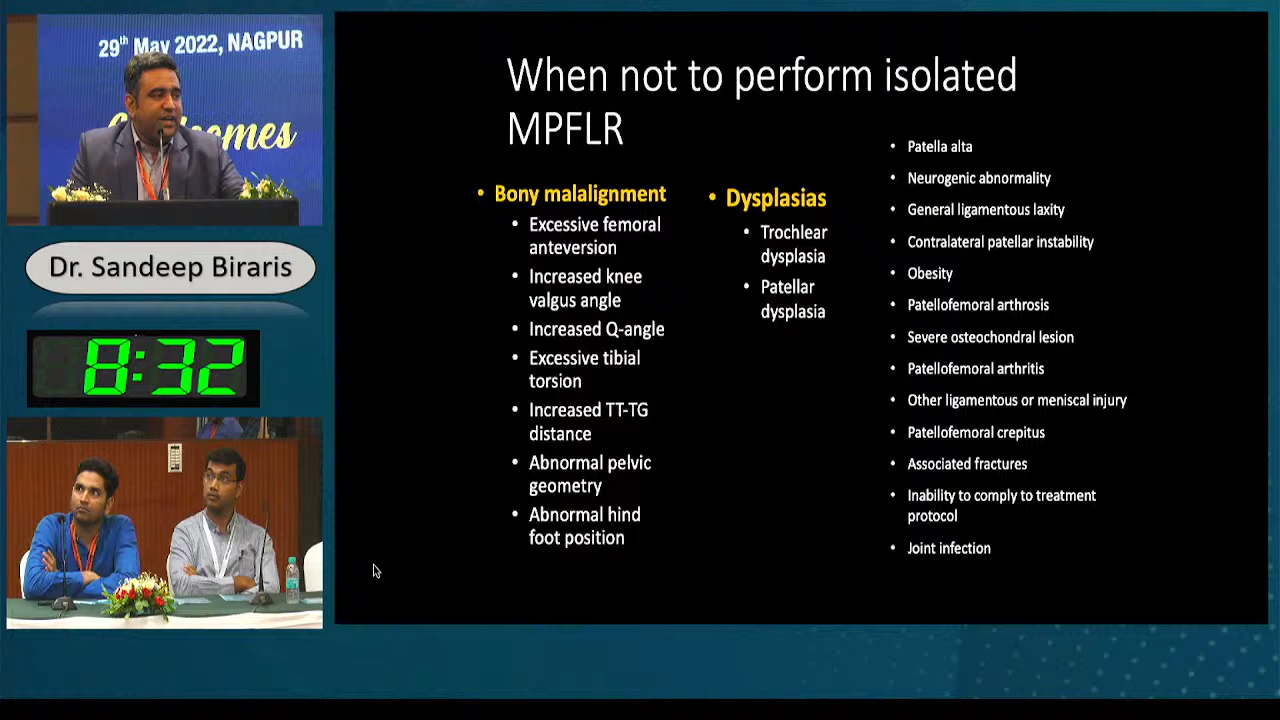 29th May 2022, NAGPUR
Dr. Sandeep Biraris
8:32
When not to perform isolated
MPFLR
• Bony malalignment
• Excessive femoral
anteversion
• Increased knee
valgus angle
• Increased Q-angle
• Excessive tibial
torsion
• Increased TT-TG
distance
• Abnormal pelvic
geometry
• Abnormal hind
foot position
• Dysplasias
• Trochlear
dysplasia
• Patellar
dysplasia
• Patella alta
• Neurogenic abnormality
• General ligamentous laxity
• Contralateral patellar instability
• Obesity
• Patellofemoral arthrosis
• Severe osteochondral lesion
• Patellofemoral arthritis
• Other ligamentous or meniscal injury
• Patellofemoral crepitus
• Associated fractures
• Inability to comply to treatment
protocol
• Joint infection